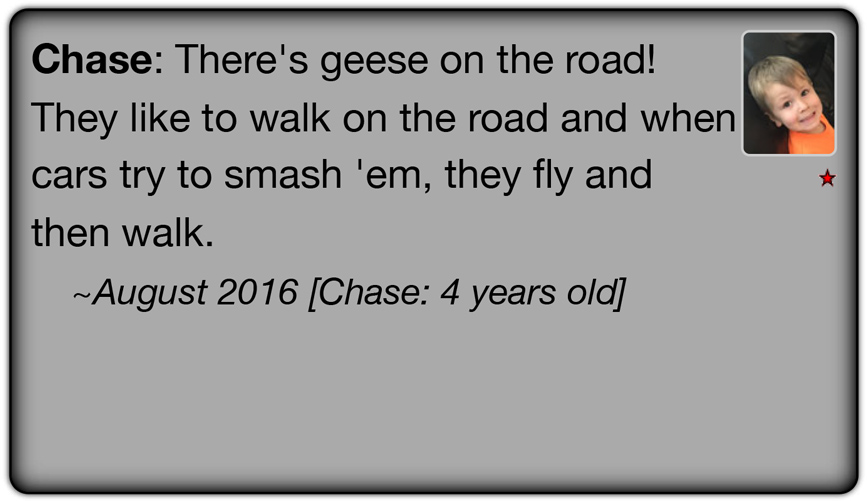 Chase: There's geese on the road!
They like to walk on the road and when
cars try to smash 'em, they fly and
then walk.
~August 2016 [Chase: 4 years old]